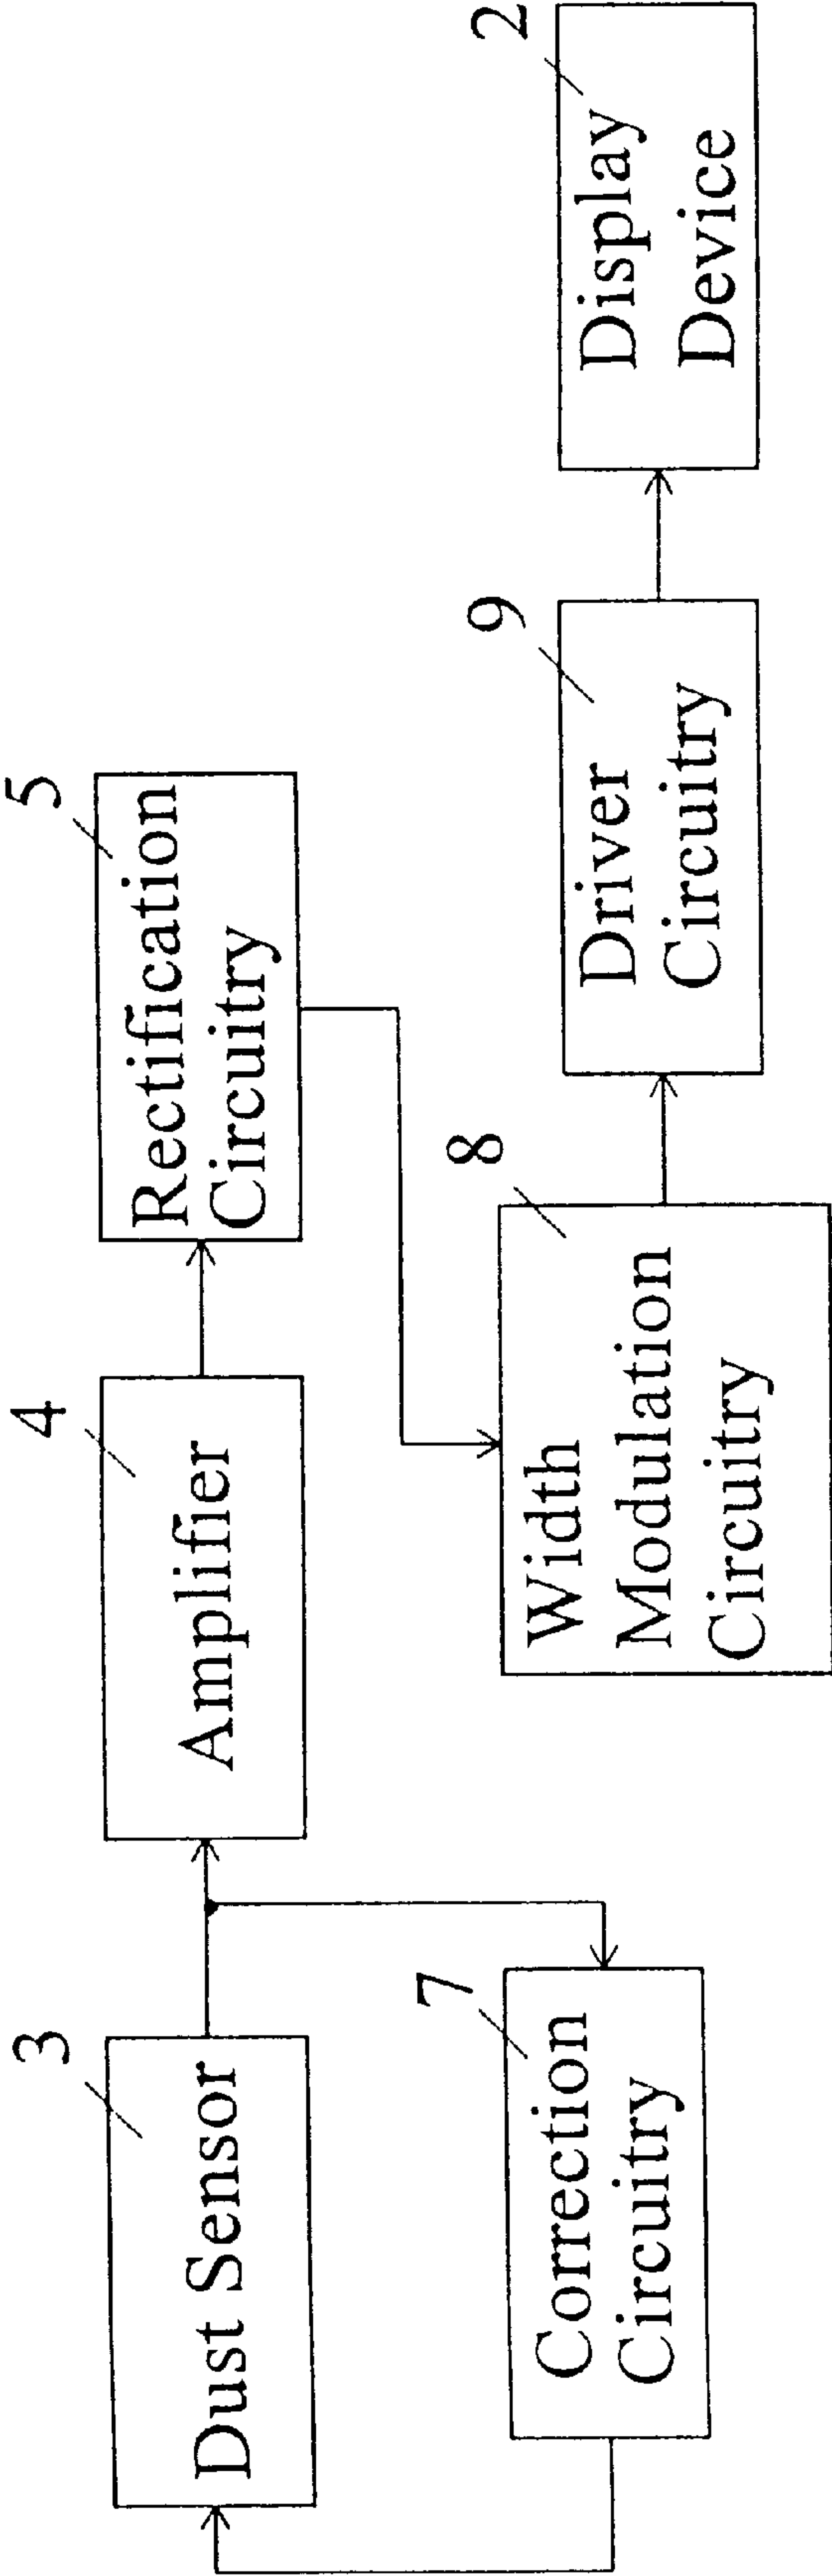 3
Dust Sensor
4
Amplifier
5
Rectification
Circuitry
7
Correction
Circuitry
8
Width
Modulation
Circuitry
9
Driver
Circuitry
2
Display
Device